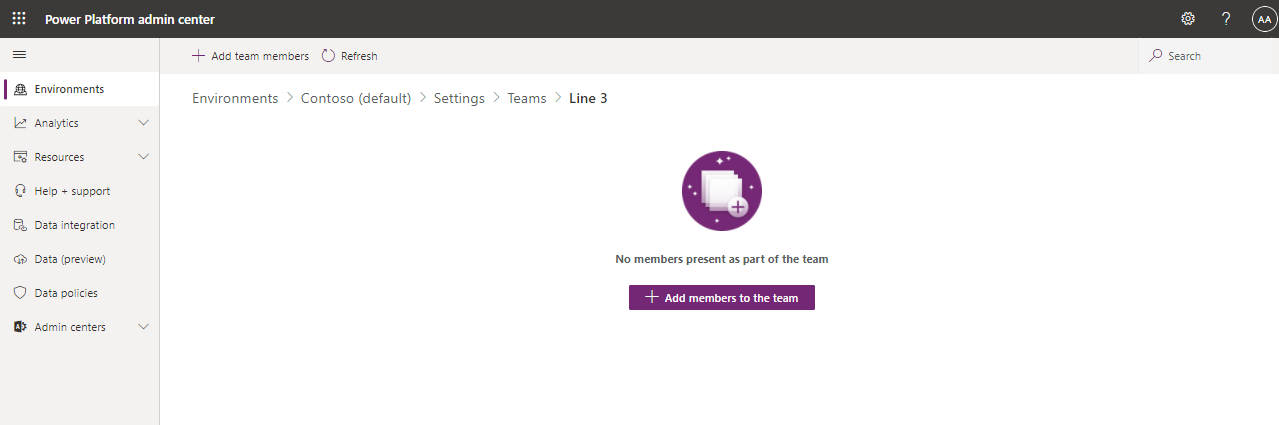 Power Platform admin center
? AA
+ Add team members Refresh Search
Environments
Analytics
Resources
Help + support
Data integration
Data (preview)
Data policies
Admin centers
Environments > Contoso (default) > Settings > Teams > Line 3
No members present as part of the team
+ Add members to the team